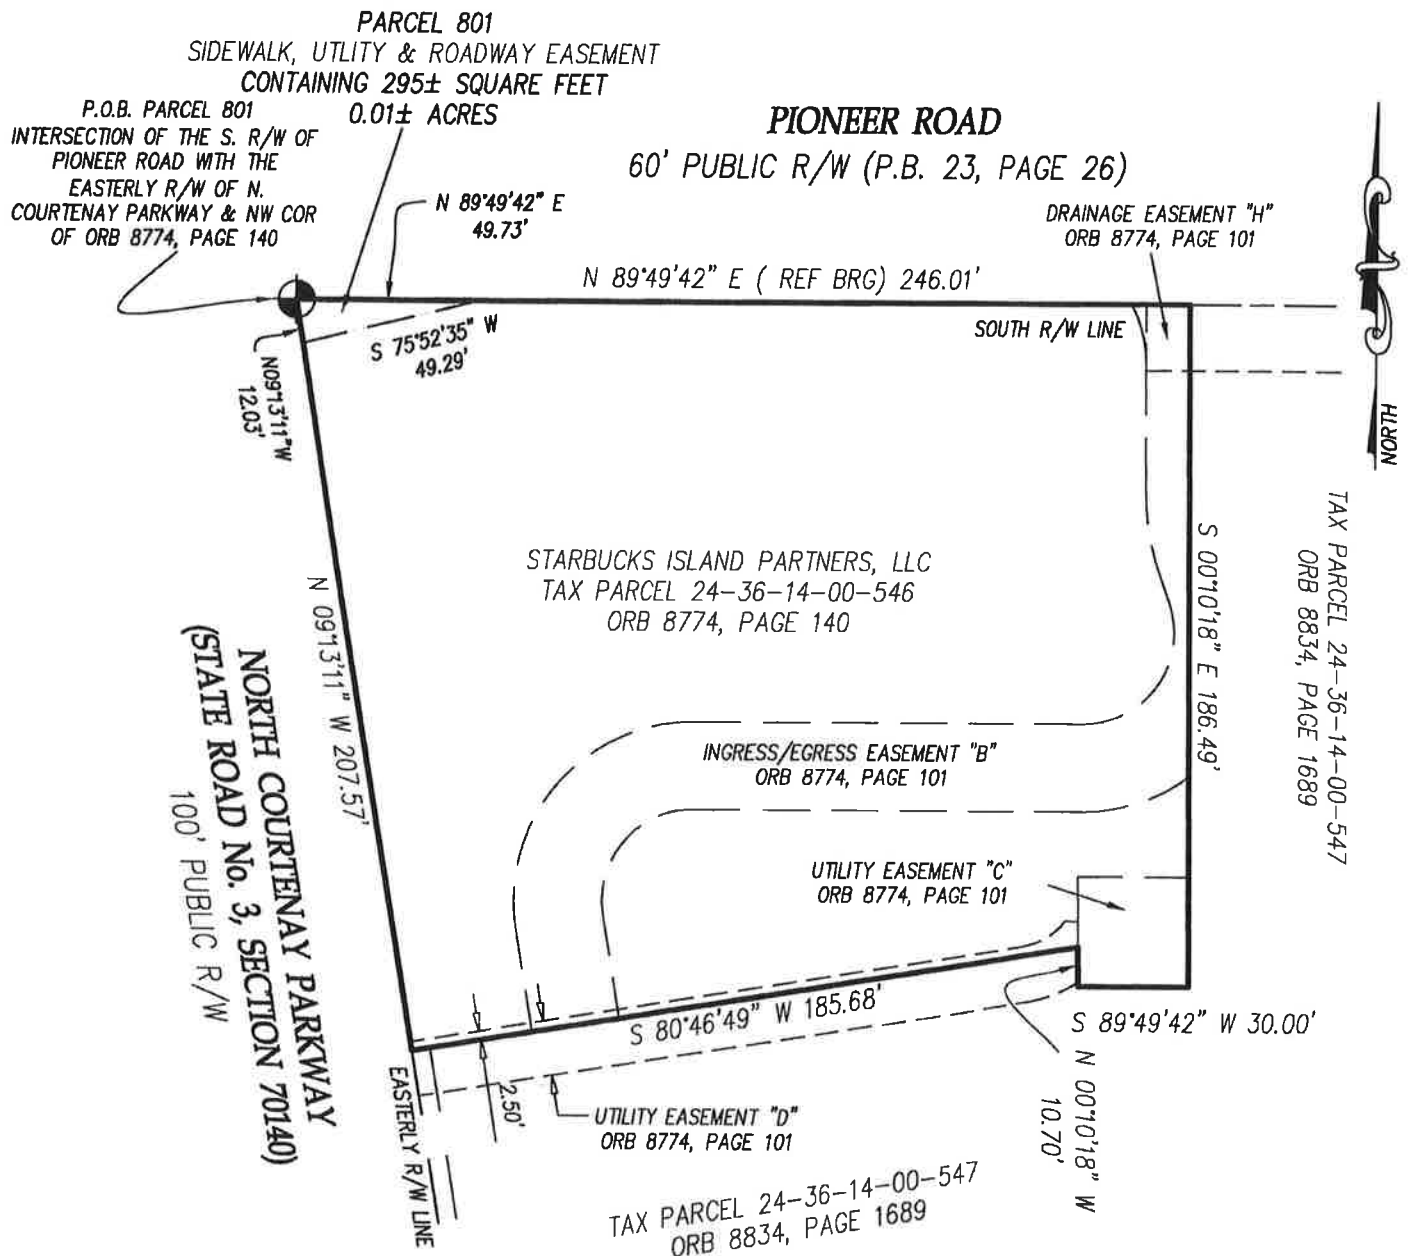 PARCEL 801
SIDEWALK, UTLITY & ROADWAY EASEMENT
CONTAINING 295± SQUARE FEET
0.01± ACRES
P.O.B. PARCEL 801
INTERSECTION OF THE S. R/W OF
PIONEER ROAD WITH THE
EASTERLY R/W OF N.
COURTENAY PARKWAY & NW COR
OF ORB 8774, PAGE 140
PIONEER ROAD
60' PUBLIC R/W (P.B. 23, PAGE 26)
N 89°49'42" E
49.73'
DRAINAGE EASEMENT "H"
ORB 8774, PAGE 101
N 89°49'42" E ( REF BRG) 246.01'
SOUTH R/W LINE
S 75°52'35" W
49.29'
N09°13'11"W
12.03'
NORTH
TAX PARCEL 24-36-14-00-547
ORB 8834, PAGE 1689
S 00°10'18" E 186.49'
STARBUCKS ISLAND PARTNERS, LLC
TAX PARCEL 24-36-14-00-546
ORB 8774, PAGE 140
N 09°13'11" W 207.57'
NORTH COURTENAY PARKWAY
(STATE ROAD No. 3, SECTION 70140)
100' PUBLIC R/W
INGRESS/EGRESS EASEMENT "B"
ORB 8774, PAGE 101
UTILITY EASEMENT "C"
ORB 8774, PAGE 101
S 80°46'49" W 185.68'
S 89°49'42" W 30.00'
N 00°10'18" W
10.70'
EASTERLY R/W LINE
2.50'
UTILITY EASEMENT "D"
ORB 8774, PAGE 101
TAX PARCEL 24-36-14-00-547
ORB 8834, PAGE 1689